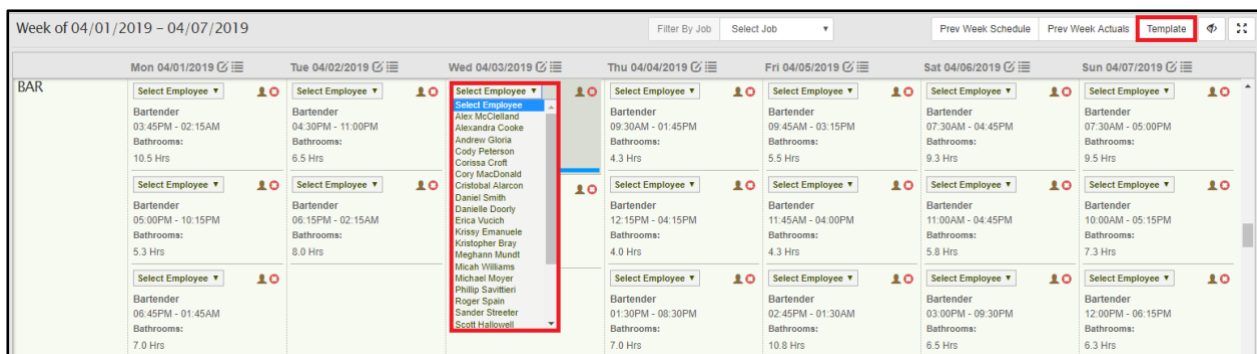 Week of 04/01/2019 - 04/07/2019 Filter By Job Select Job Prev Week Schedule Prev Week Actuals Template
Mon 04/01/2019 Tue 04/02/2019 Wed 04/03/2019 Thu 04/04/2019 Fri 04/05/2019 Sat 04/06/2019 Sun 04/07/2019
BAR
Select Employee
Bartender
03:45PM - 02:15AM
Bathrooms:
10.5 Hrs
Select Employee
Bartender
05:00PM - 10:15PM
Bathrooms:
5.3 Hrs
Select Employee
Bartender
06:45PM - 01:45AM
Bathrooms:
7.0 Hrs
Select Employee
Bartender
04:30PM - 11:00PM
Bathrooms:
6.5 Hrs
Select Employee
Bartender
06:15PM - 02:15AM
Bathrooms:
8.0 Hrs
Select Employee
Select Employee
Alex McClelland
Alexandra Cooke
Andrew Gloria
Cody Peterson
Corissa Croft
Cory MacDonald
Cristobal Alarcon
Daniel Smith
Danielle Doorly
Erica Vucich
Krissy Emanuele
Kristopher Bray
Meghann Mundt
Micah Williams
Michael Moyer
Phillip Savittieri
Roger Spain
Sander Streeter
Scott Hallowell
Select Employee
Bartender
09:30AM - 01:45PM
Bathrooms:
4.3 Hrs
Select Employee
Bartender
12:15PM - 04:15PM
Bathrooms:
4.0 Hrs
Select Employee
Bartender
01:30PM - 08:30PM
Bathrooms:
7.0 Hrs
Select Employee
Bartender
09:45AM - 03:15PM
Bathrooms:
5.5 Hrs
Select Employee
Bartender
11:45AM - 04:00PM
Bathrooms:
4.3 Hrs
Select Employee
Bartender
02:45PM - 01:30AM
Bathrooms:
10.8 Hrs
Select Employee
Bartender
07:30AM - 04:45PM
Bathrooms:
9.3 Hrs
Select Employee
Bartender
11:00AM - 04:45PM
Bathrooms:
5.8 Hrs
Select Employee
Bartender
03:00PM - 09:30PM
Bathrooms:
6.5 Hrs
Select Employee
Bartender
07:30AM - 05:00PM
Bathrooms:
9.5 Hrs
Select Employee
Bartender
10:00AM - 05:15PM
Bathrooms:
7.3 Hrs
Select Employee
Bartender
12:00PM - 06:15PM
Bathrooms:
6.3 Hrs